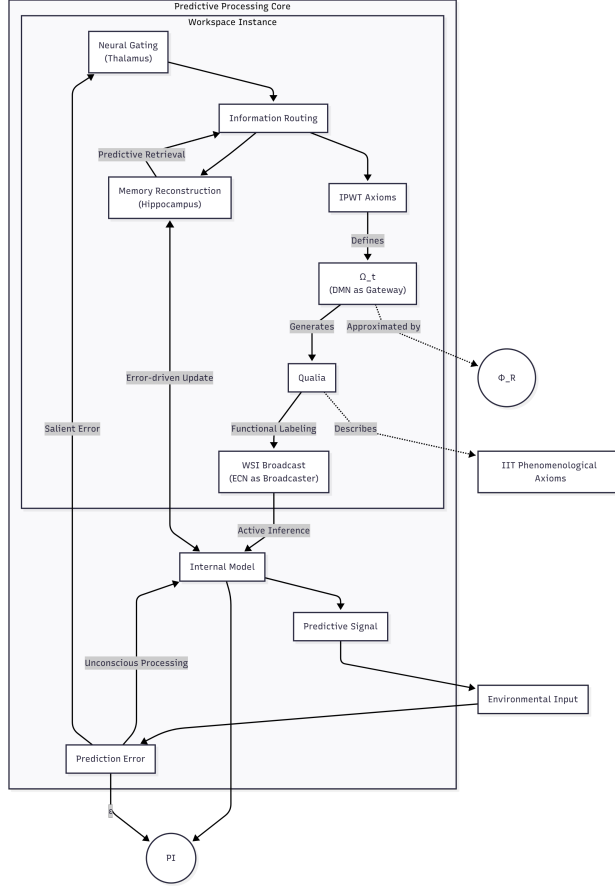 Predictive Processing Core
Workspace Instance
Neural Gating
(Thalamus)
Information Routing
Predictive Retrieval
Memory Reconstruction
(Hippocampus)
IPWT Axioms
Defines
Ω_t
(DMN as Gateway)
Generates
Approximated by
Φ_R
Qualia
Error-driven Update
Salient Error
Functional Labeling
Describes
WSI Broadcast
(ECN as Broadcaster)
IIT Phenomenological
Axioms
Active Inference
Internal Model
Predictive Signal
Unconscious Processing
Environmental Input
Prediction Error
PI